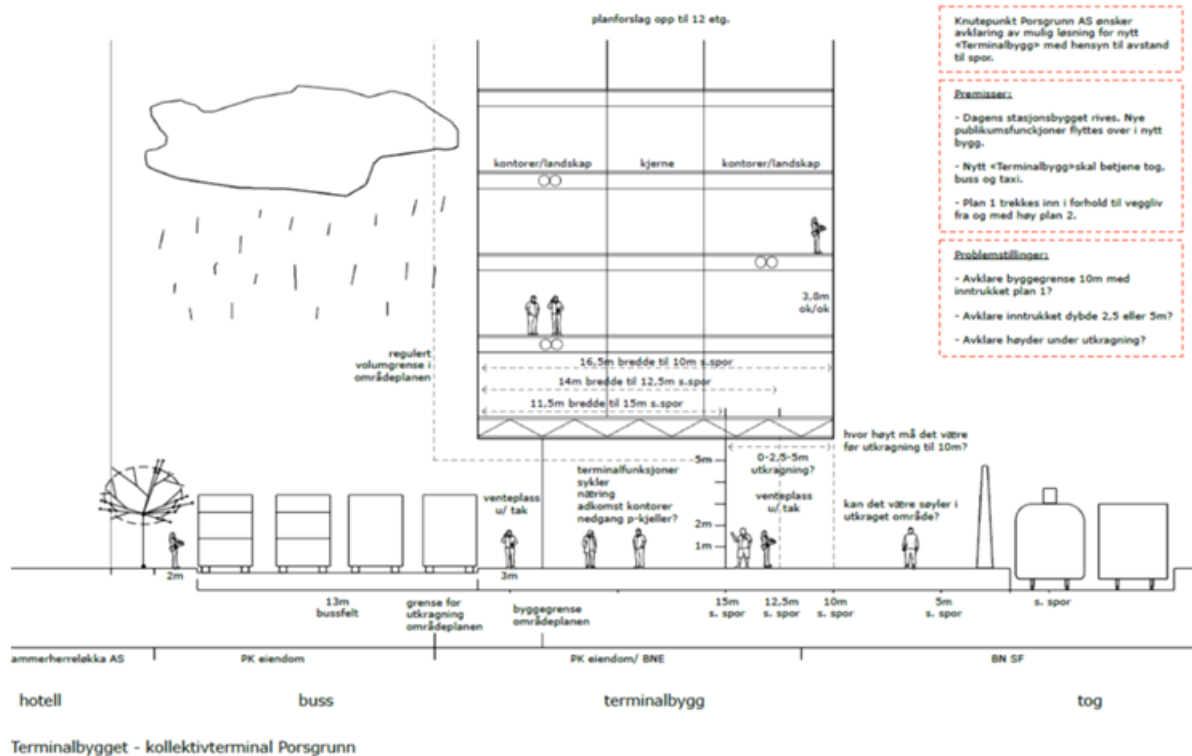 planforslag opp til 12 etg.
Knutepunkt Porsgrunn AS ønsker
avklaring av mulig løsning for nytt
«Terminalbygg» med hensyn til avstand
til spor.
Premisser:
- Dagens stasjonsbygget rives. Nye
publikumsfunckjoner flyttes over i nytt
bygg.
- Nytt «Terminalbygg»skal betjene tog,
buss og taxi.
- Plan 1 trekkes inn i forhold til veggliv
fra og med høy plan 2.
Problemstillinger:
- Avklare byggegrense 10m med
inntrukket plan 1?
- Avklare inntrukket dybde 2,5 eller 5m?
- Avklare høyder under utkragning?
kontorer/landskap
kjerne
kontorer/landskap
3,8m
ok/ok
regulert
volumgrense i
områdeplanen
16,5m bredde til 10m s.spor
14m bredde til 12,5m s.spor
11,5m bredde til 15m s.spor
hvor høyt må det være
før utkragning til 10m?
5m
0-2,5-5m
utkragning?
terminalfunksjoner
sykler
næring
adkomst kontorer
nedgang p-kjeller?
venteplass
u/ tak
venteplass
u/ tak
kan det være søyler i
utkraget område?
2m
1m
2m
3m
13m
bussfelt
grense for
utkragning
områdeplanen
byggegrense
områdeplanen
15m
s. spor
12,5m
s. spor
10m
s. spor
5m
s. spor
s. spor
ammerherreløkka AS
PK eiendom
PK eiendom/ BNE
BN SF
hotell
buss
terminalbygg
tog
Terminalbygget - kollektivterminal Porsgrunn